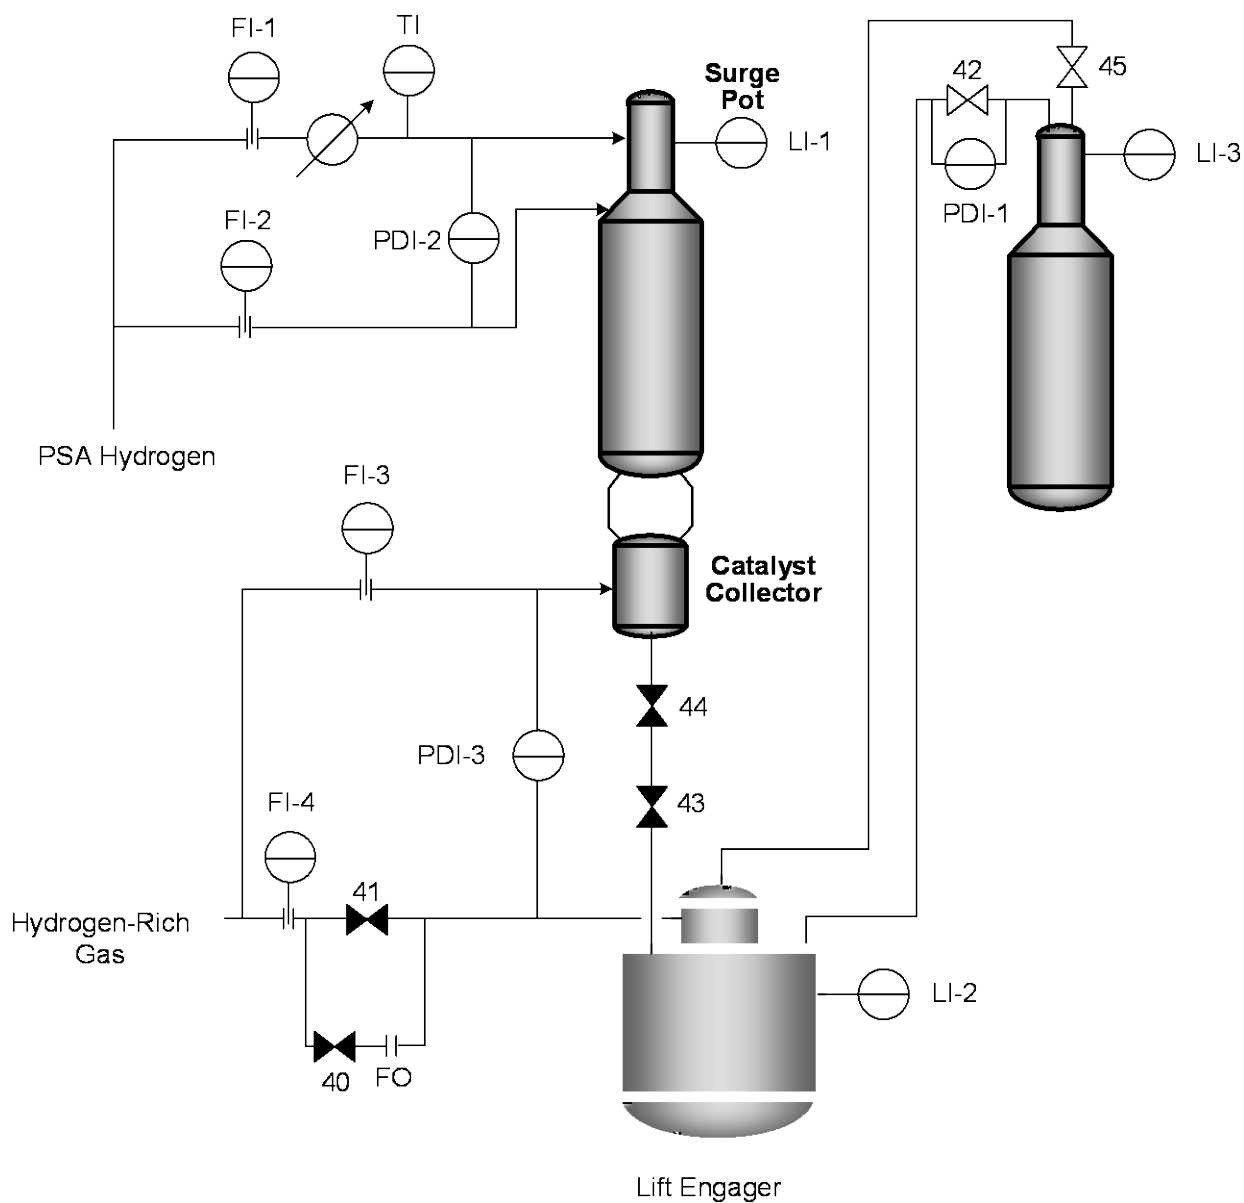 FI-1
TI
Surge
Pot
42
45
LI-1
LI-3
FI-2
PDI-2
PDI-1
PSA Hydrogen
FI-3
Catalyst
Collector
44
PDI-3
43
FI-4
41
Hydrogen-Rich
Gas
LI-2
40
FO
Lift Engager